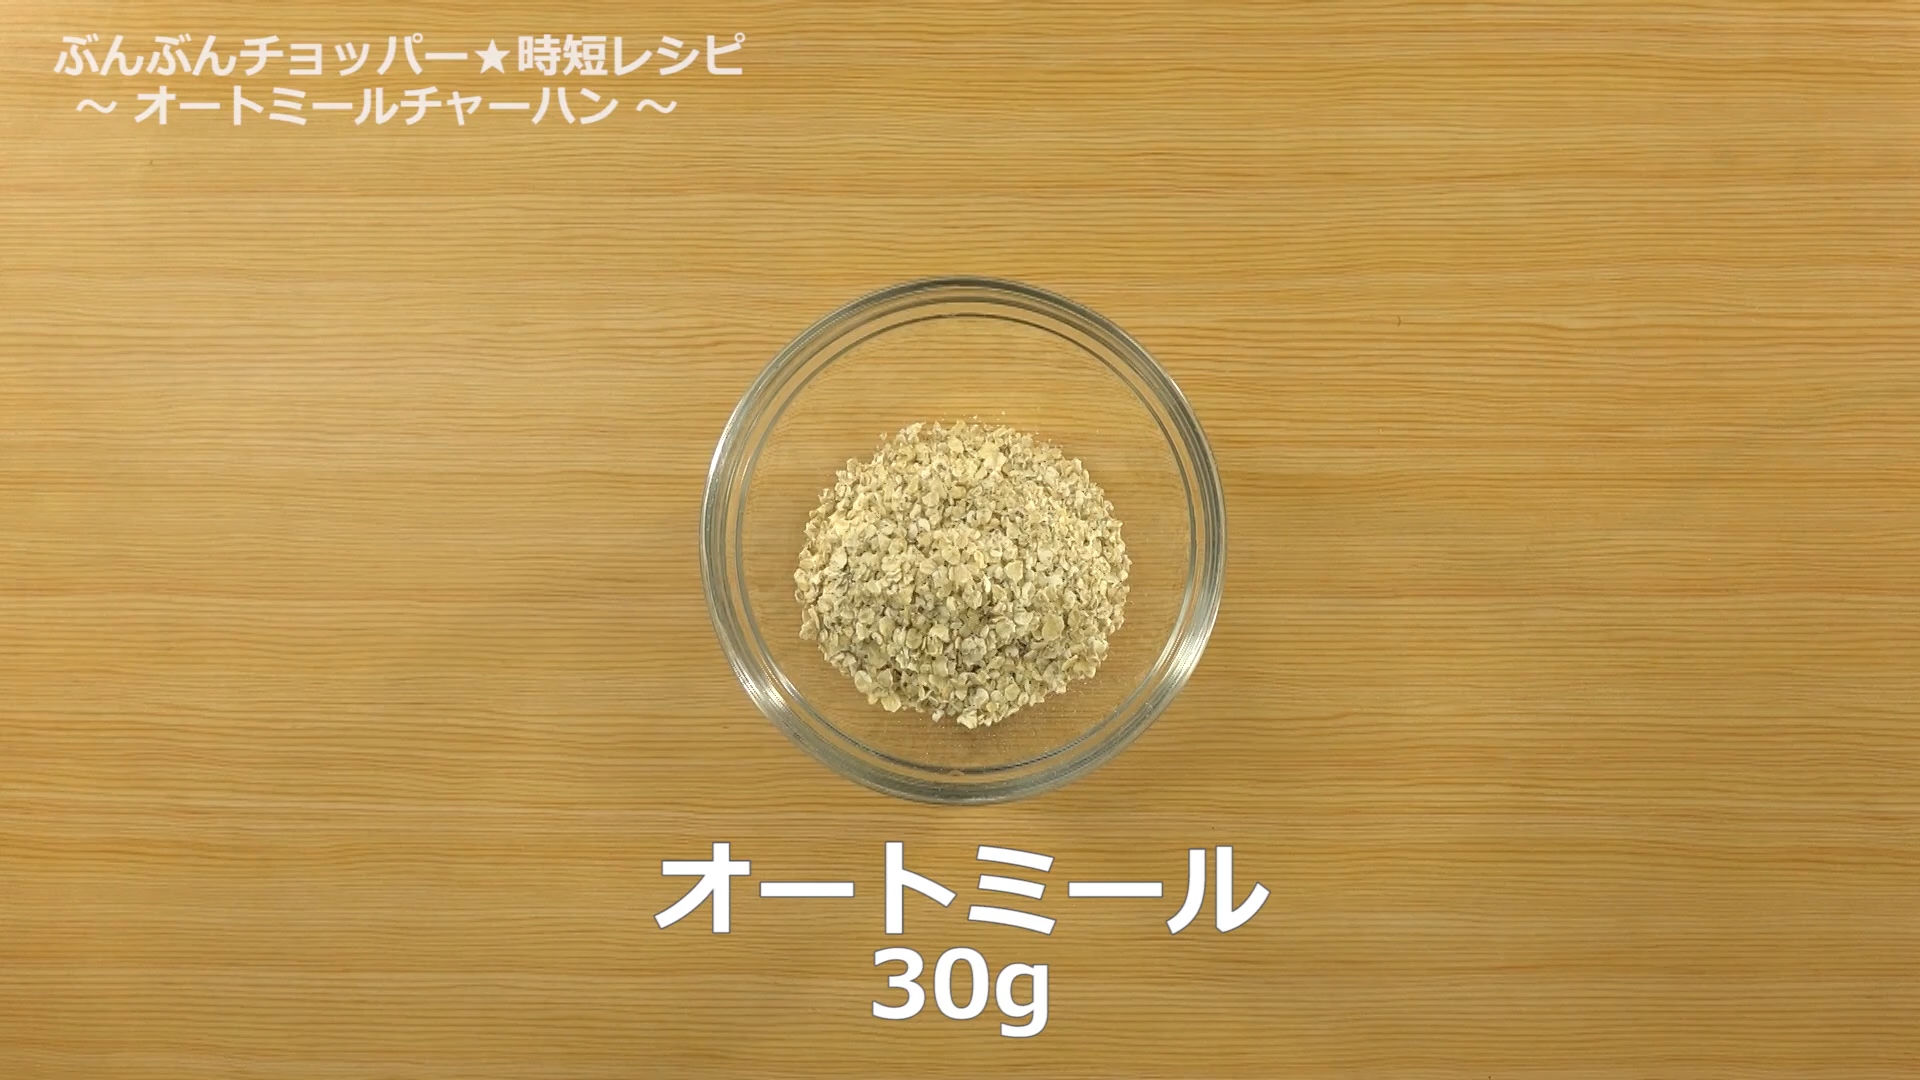 ぶんぶんチョッパー★時短レシピ
～ オートミールチャーハン ～
オートミール
30g